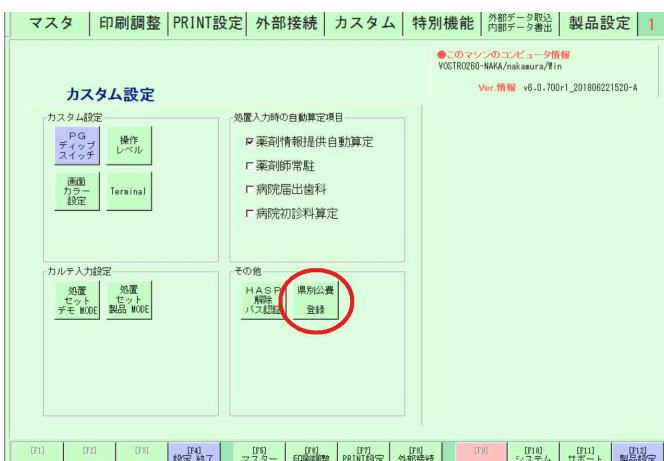 マスタ 印刷調整 PRINT設定 外部接続 カスタム 特別機能 外部データ取込 内部データ書出 製品設定 1
●このマシンのコンピュータ情報
VOSTRO260-NAKA/nakamura/Win
Ver.情報 v6.0.700r1_201806221520-A
カスタム設定
カスタム設定
PG
ディップ
スイッチ
操作
レベル
画面
カラー
設定
Terminal
処置入力時の自動算定項目
薬剤情報提供自動算定
薬剤師常駐
病院届出歯科
病院初診料算定
カルテ入力設定
処置
セット
デモ MODE
処置
セット
製品 MODE
その他
HASP
解除
パス認証
県別公費
登録
[F1] [F2] [F3] [F4] [F5] [F6] [F7] [F8] [F9] [F10] [F11] [F12]
設定 終了 マスター 印刷調整 PRINT設定 外部接続 システム サポート 製品設定